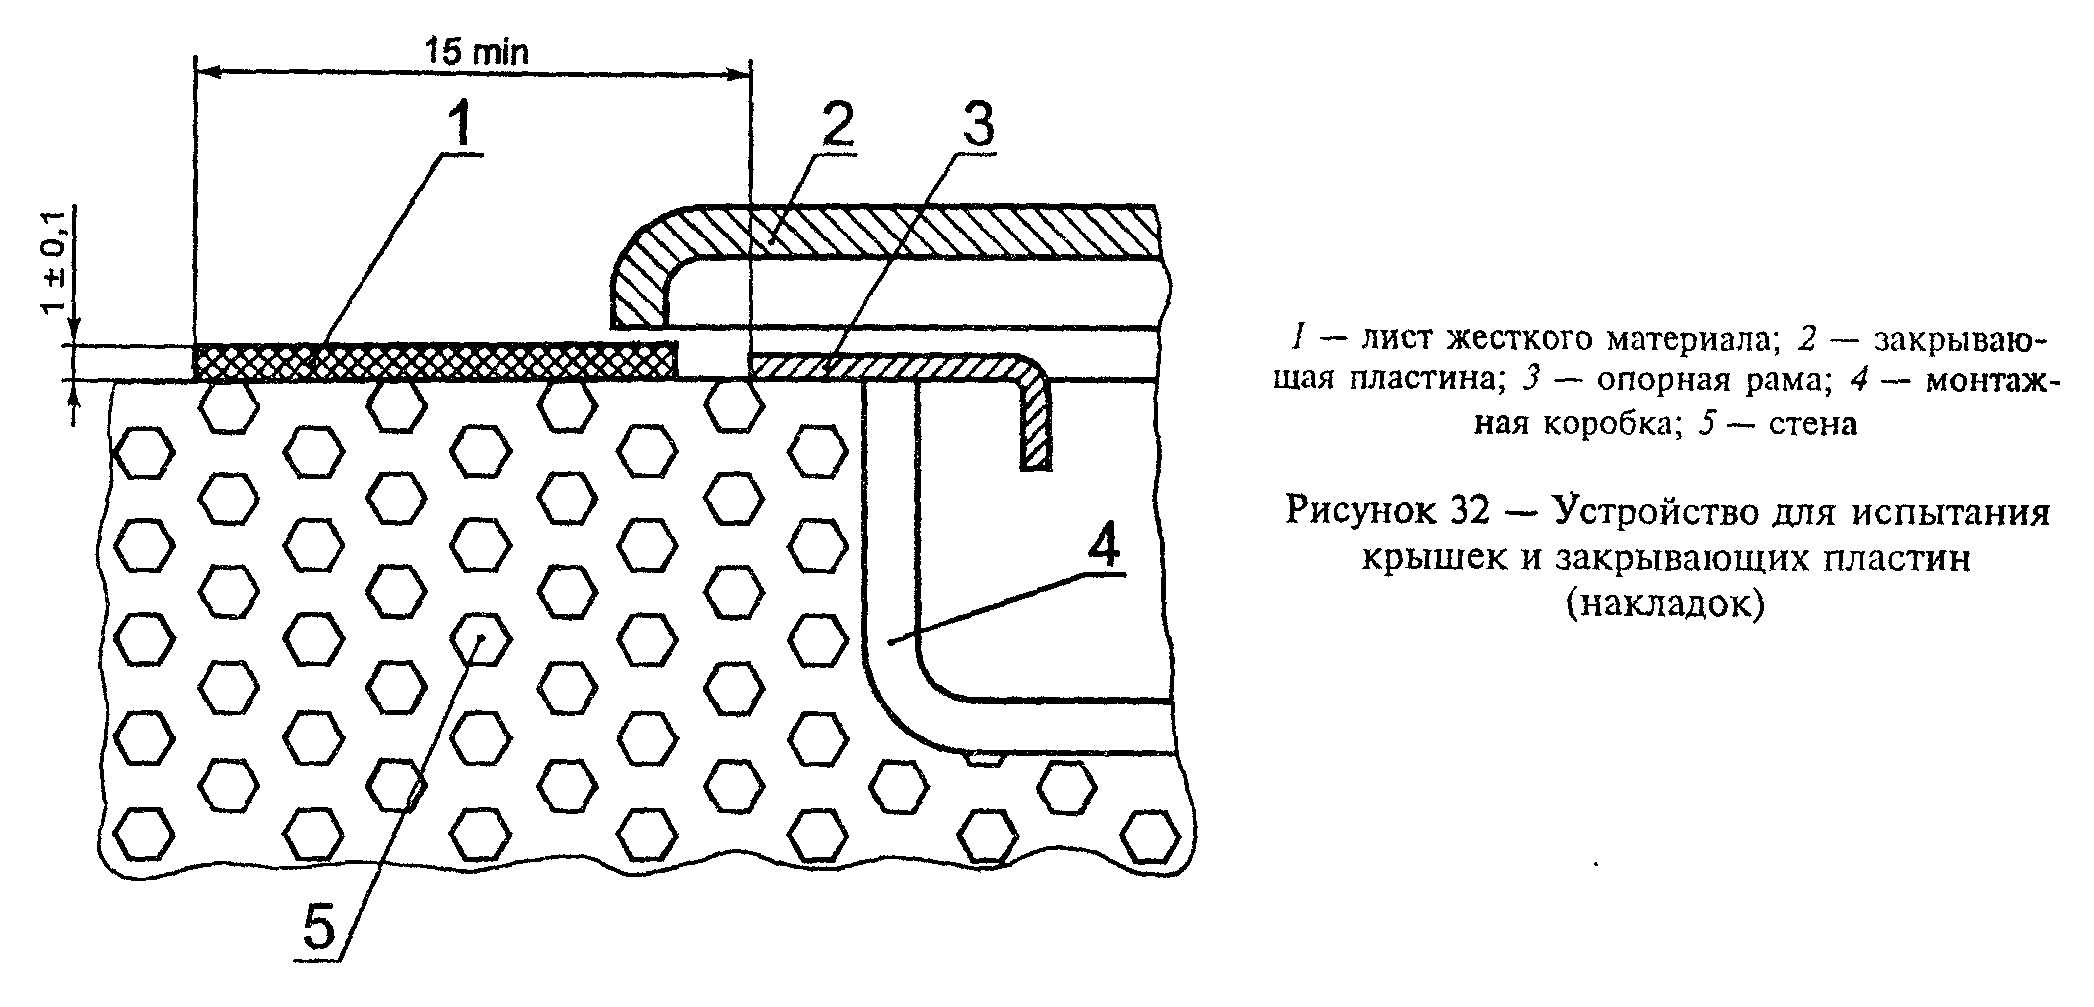 15 min
1
2
3
1 ± 0,1
4
5
1 — лист жесткого материала; 2 — закрываю-
щая пластина; 3 — опорная рама; 4 — монтаж-
ная коробка; 5 — стена
Рисунок 32 — Устройство для испытания
крышек и закрывающих пластин
(накладок)